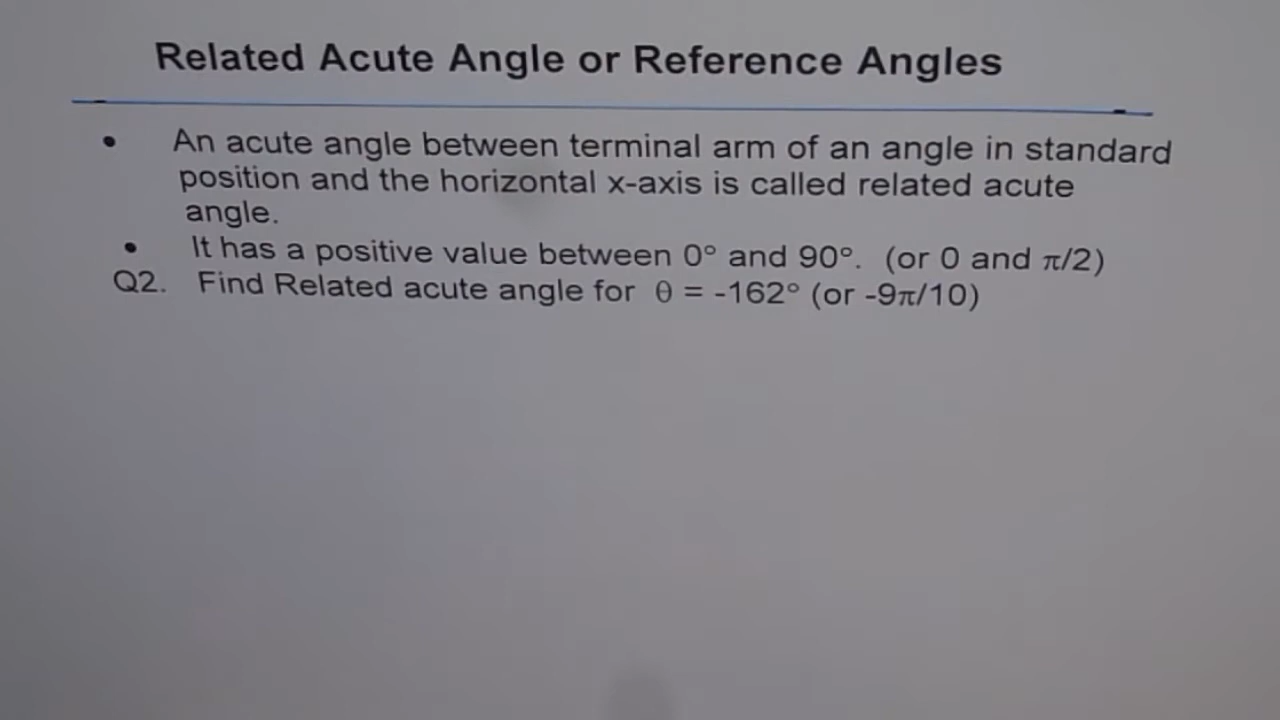 Related Acute Angle or Reference Angles
• An acute angle between terminal arm of an angle in standard
position and the horizontal x-axis is called related acute
angle.
• It has a positive value between 0° and 90°. (or 0 and π/2)
Q2. Find Related acute angle for θ = -162° (or -9π/10)